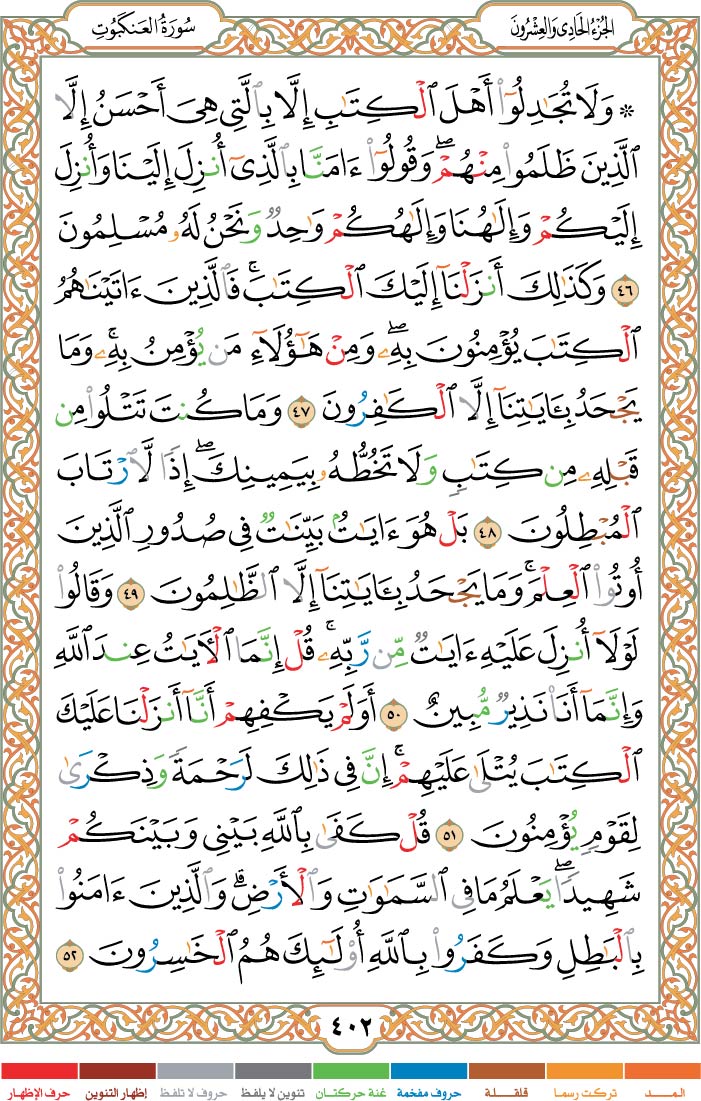 سُورَةُ العَنكَبُوتِ
الجُزْءُ الحَادِى وَالعِشْرُونَ
۞ وَلَا تُجَٰدِلُوٓا۟ أَهْلَ ٱلْكِتَٰبِ إِلَّا بِٱلَّتِى هِىَ أَحْسَنُ إِلَّا
ٱلَّذِينَ ظَلَمُوا۟ مِنْهُمْ ۖ وَقُولُوٓا۟ ءَامَنَّا بِٱلَّذِىٓ أُنزِلَ إِلَيْنَا وَأُنزِلَ
إِلَيْكُمْ وَإِلَٰهُنَا وَإِلَٰهُكُمْ وَٰحِدٌ وَنَحْنُ لَهُۥ مُسْلِمُونَ
٤٦ وَكَذَٰلِكَ أَنزَلْنَآ إِلَيْكَ ٱلْكِتَٰبَ ۚ فَٱلَّذِينَ ءَاتَيْنَٰهُمُ
ٱلْكِتَٰبَ يُؤْمِنُونَ بِهِۦ ۖ وَمِنْ هَٰٓؤُلَآءِ مَن يُؤْمِنُ بِهِۦ ۚ وَمَا
يَجْحَدُ بِـَٔايَٰتِنَآ إِلَّا ٱلْكَٰفِرُونَ ٤٧ وَمَا كُنتَ تَتْلُوا۟ مِن
قَبْلِهِۦ مِن كِتَٰبٍ وَلَا تَخُطُّهُۥ بِيَمِينِكَ ۖ إِذًا لَّٱرْتَابَ
ٱلْمُبْطِلُونَ ٤٨ بَلْ هُوَ ءَايَٰتٌۢ بَيِّنَٰتٌ فِى صُدُورِ ٱلَّذِينَ
أُوتُوا۟ ٱلْعِلْمَ ۚ وَمَا يَجْحَدُ بِـَٔايَٰتِنَآ إِلَّا ٱلظَّٰلِمُونَ ٤٩ وَقَالُوا۟
لَوْلَآ أُنزِلَ عَلَيْهِ ءَايَٰتٌ مِّن رَّبِّهِۦ ۚ قُلْ إِنَّمَا ٱلْـَٔايَٰتُ عِندَ ٱللَّهِ
وَإِنَّمَآ أَنَا۠ نَذِيرٌ مُّبِينٌ ٥٠ أَوَلَمْ يَكْفِهِمْ أَنَّآ أَنزَلْنَا عَلَيْكَ
ٱلْكِتَٰبَ يُتْلَىٰ عَلَيْهِمْ ۚ إِنَّ فِى ذَٰلِكَ لَرَحْمَةً وَذِكْرَىٰ
لِقَوْمٍ يُؤْمِنُونَ ٥١ قُلْ كَفَىٰ بِٱللَّهِ بَيْنِى وَبَيْنَكُمْ
شَهِيدًا ۖ يَعْلَمُ مَا فِى ٱلسَّمَٰوَٰتِ وَٱلْأَرْضِ ۗ وَٱلَّذِينَ ءَامَنُوا۟
بِٱلْبَٰطِلِ وَكَفَرُوا۟ بِٱللَّهِ أُو۟لَٰٓئِكَ هُمُ ٱلْخَٰسِرُونَ ٥٢
٤٠٢
المــد تركت رسما قلقلة حروف مفخمة غنة حركتان تنوين لا يلفظ حروف لا تلفظ إظهار التنوين حرف الإظهار